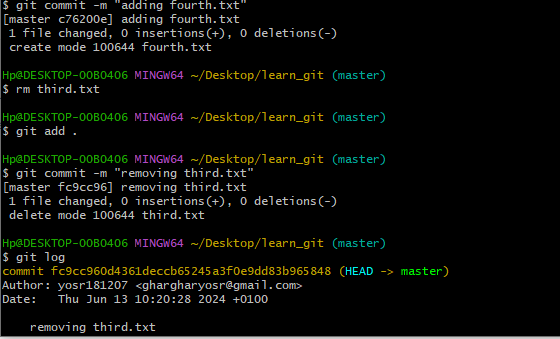 $ git commit -m "adding fourth.txt"
[master c76200e] adding fourth.txt
 1 file changed, 0 insertions(+), 0 deletions(-)
 create mode 100644 fourth.txt

Hp@DESKTOP-OOBO4O6 MINGW64 ~/Desktop/learn_git (master)
$ rm third.txt

Hp@DESKTOP-OOBO4O6 MINGW64 ~/Desktop/learn_git (master)
$ git add .

Hp@DESKTOP-OOBO4O6 MINGW64 ~/Desktop/learn_git (master)
$ git commit -m "removing third.txt"
[master fc9cc96] removing third.txt
 1 file changed, 0 insertions(+), 0 deletions(-)
 delete mode 100644 third.txt

Hp@DESKTOP-OOBO4O6 MINGW64 ~/Desktop/learn_git (master)
$ git log
commit fc9cc960d4361deccb65245a3f0e9dd83b965848 (HEAD -> master)
Author: yosr181207 <ghargharyosr@gmail.com>
Date:   Thu Jun 13 10:20:28 2024 +0100

    removing third.txt